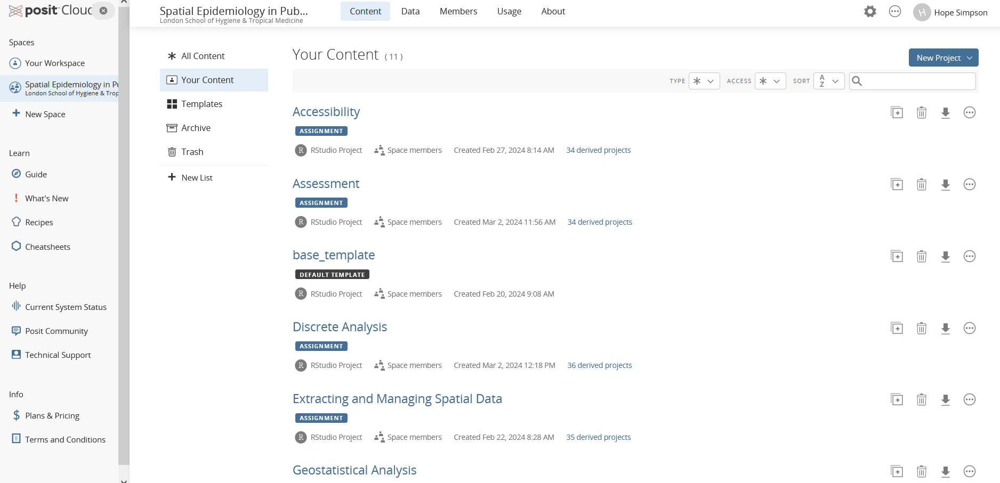 posit Cloud
Spaces
Your Workspace
Spatial Epidemiology in Pu
London School of Hygiene & Trop
New Space
Learn
Guide
What's New
Recipes
Cheatsheets
Help
Current System Status
Posit Community
Technical Support
Info
Plans & Pricing
Terms and Conditions
Spatial Epidemiology in Pub...
London School of Hygiene & Tropical Medicine
Content Data Members Usage About
H Hope Simpson
All Content
Your Content
Templates
Archive
Trash
New List
Your Content ( 11 )
New Project
TYPE ACCESS SORT A Z
Accessibility
ASSIGNMENT
R RStudio Project Space members Created Feb 27, 2024 8:14 AM 34 derived projects
Assessment
ASSIGNMENT
R RStudio Project Space members Created Mar 2, 2024 11:56 AM 34 derived projects
base_template
DEFAULT TEMPLATE
R RStudio Project Space members Created Feb 20, 2024 9:08 AM
Discrete Analysis
ASSIGNMENT
R RStudio Project Space members Created Mar 2, 2024 12:18 PM 36 derived projects
Extracting and Managing Spatial Data
ASSIGNMENT
R RStudio Project Space members Created Feb 22, 2024 8:28 AM 35 derived projects
Geostatistical Analysis